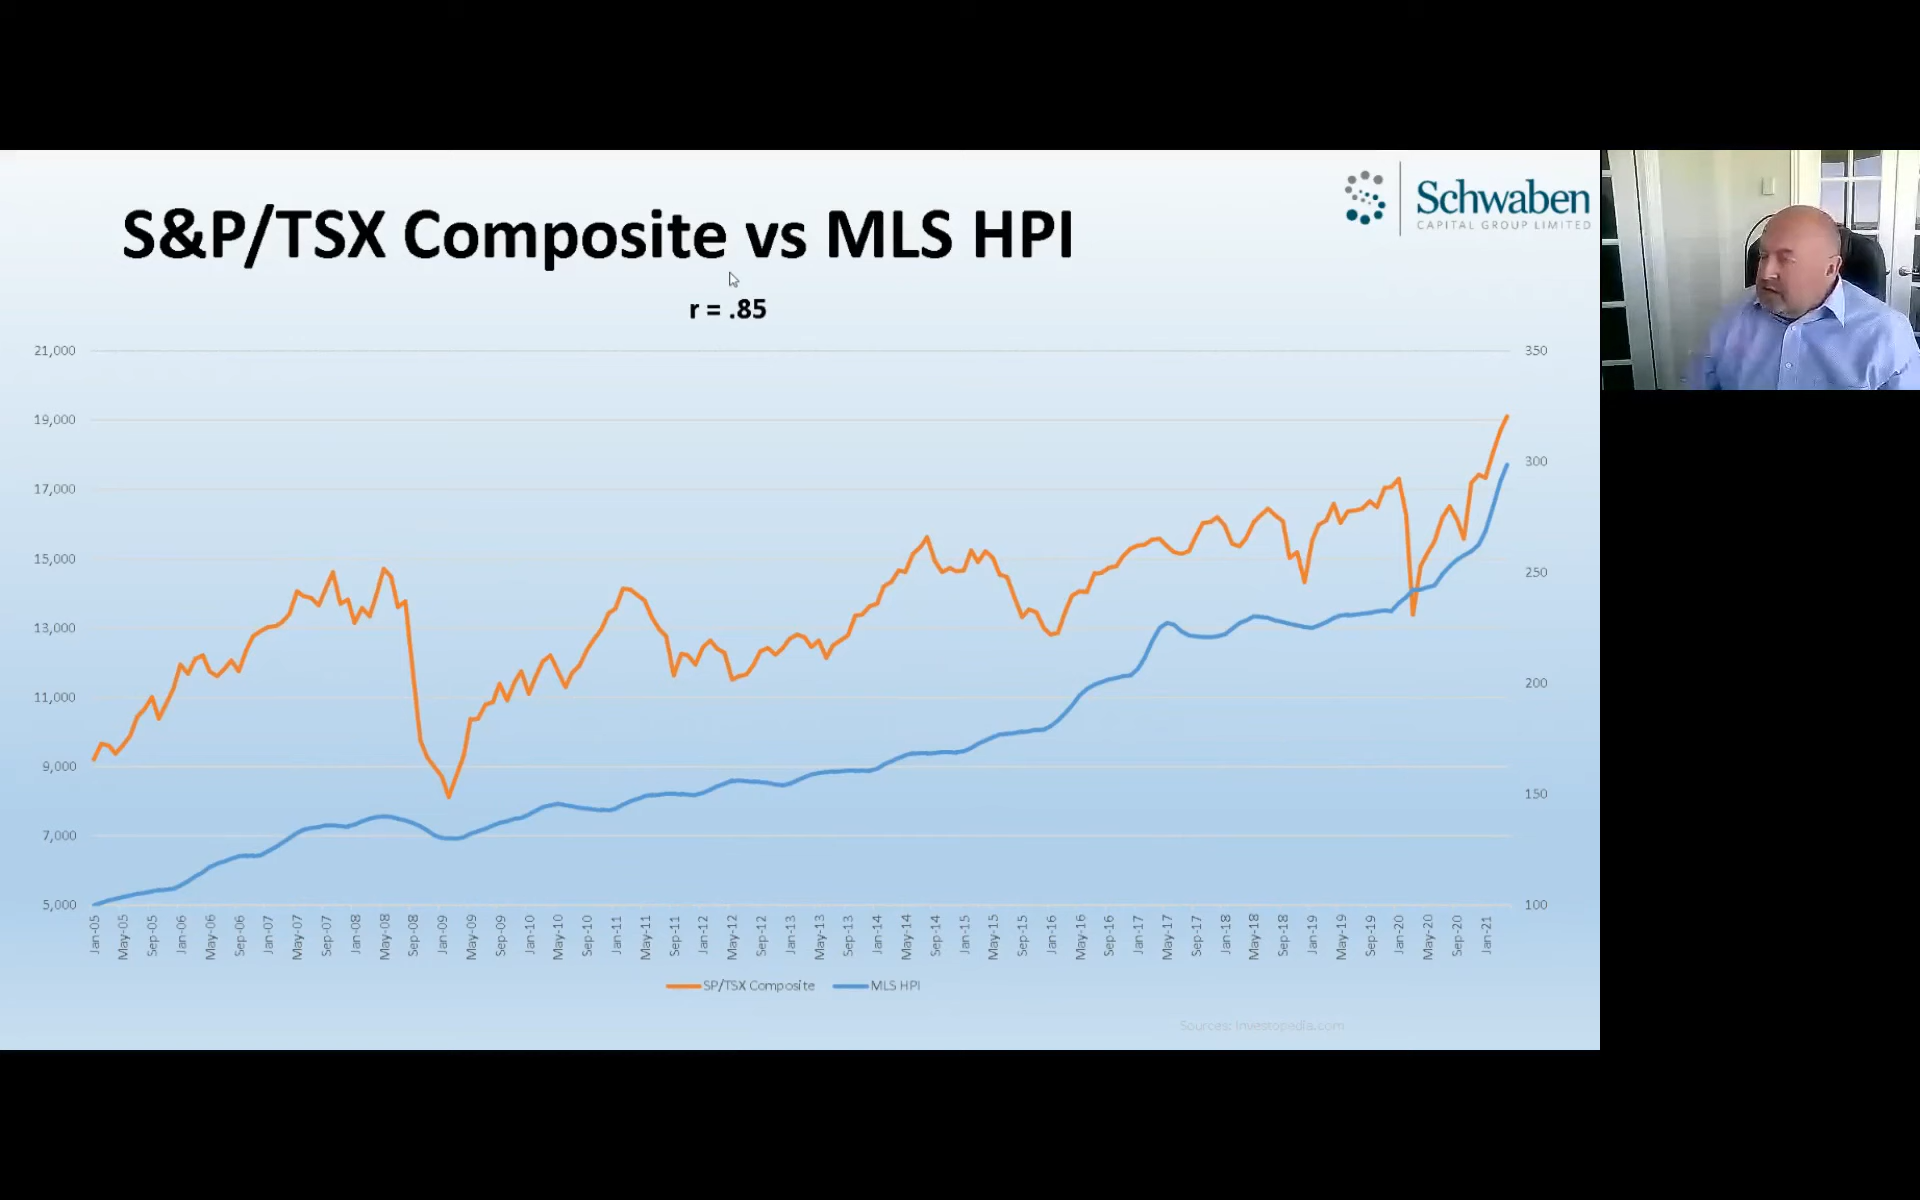 S&P/TSX Composite vs MLS HPI
Schwaben
CAPITAL GROUP LIMITED
r = .85
21,000
19,000
17,000
15,000
13,000
11,000
9,000
7,000
5,000
350
300
250
200
150
100
Jan-05
May-05
Sep-05
Jan-06
May-06
Sep-06
Jan-07
May-07
Sep-07
Jan-08
May-08
Sep-08
Jan-09
May-09
Sep-09
Jan-10
May-10
Sep-10
Jan-11
May-11
Sep-11
Jan-12
May-12
Sep-12
Jan-13
May-13
Sep-13
Jan-14
May-14
Sep-14
Jan-15
May-15
Sep-15
Jan-16
May-16
Sep-16
Jan-17
May-17
Sep-17
Jan-18
May-18
Sep-18
Jan-19
May-19
Sep-19
Jan-20
May-20
Sep-20
Jan-21
SP/TSX Composite
MLS HPI
Sources: Investopedia.com